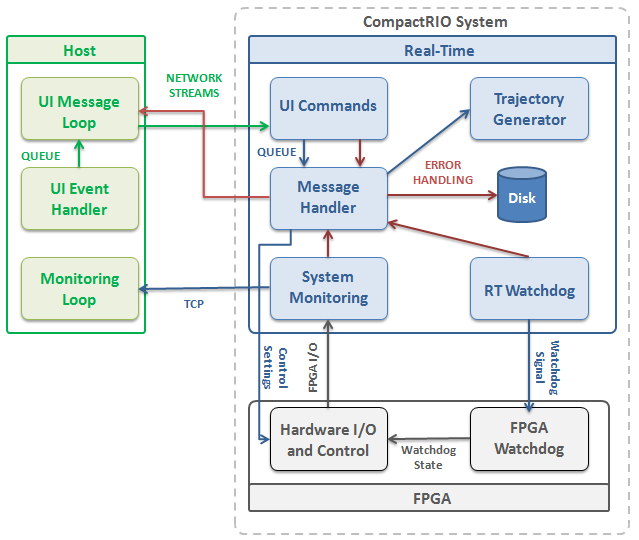 CompactRIO System
Host
Real-Time
NETWORK
STREAMS
UI Message
Loop
UI Commands
Trajectory
Generator
QUEUE
QUEUE
ERROR
HANDLING
UI Event
Handler
Message
Handler
Disk
Monitoring
Loop
TCP
System
Monitoring
RT Watchdog
Control
Settings
FPGA I/O
Watchdog
Signal
Hardware I/O
and Control
Watchdog
State
FPGA
Watchdog
FPGA